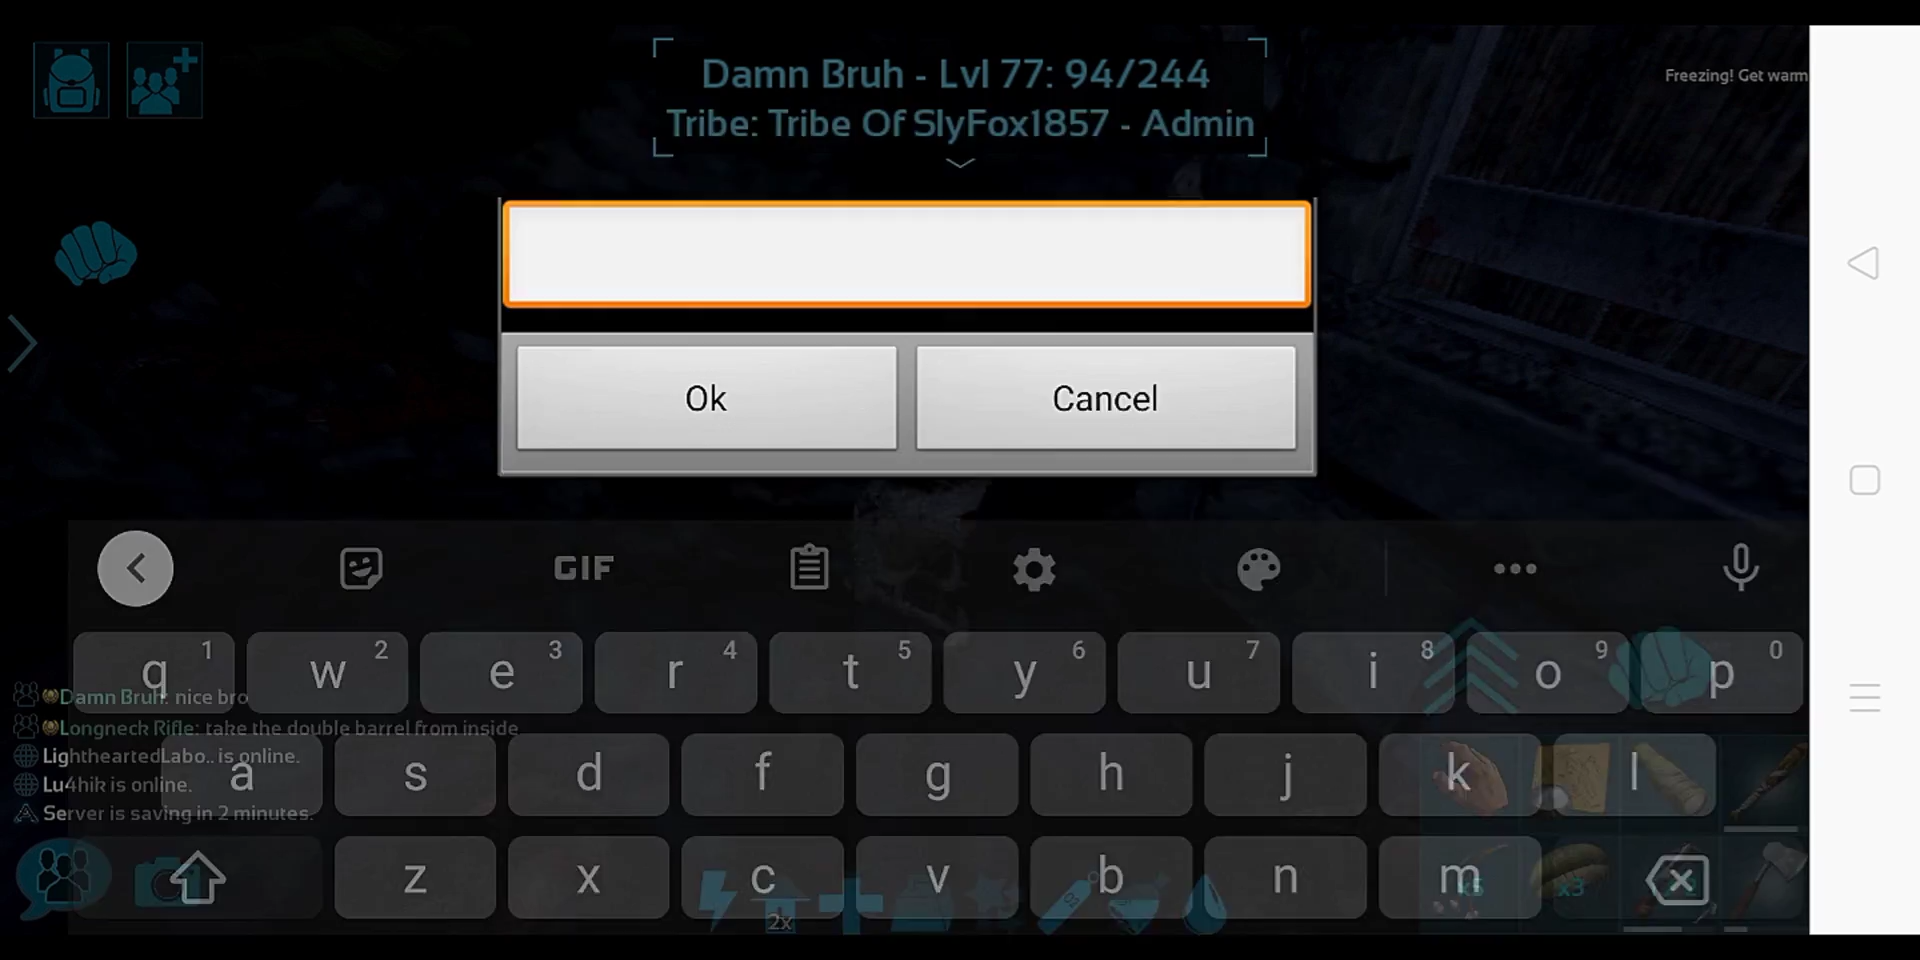 Damn Bruh - Lvl 77: 94/244
Tribe: Tribe Of SlyFox1857 - Admin
Freezing! Get warm
Ok
Cancel
GIF
q 1 w 2 e 3 r 4 t 5 y 6 u 7 i 8 o 9 p 0
Damn Bruh: nice bro
Longneck Rifle: take the double barrel from inside
LightheartedLabo.. is online.
Lu4hik is online.
Server is saving in 2 minutes.
a s d f g h j k l
z x c v b n m
2x
x5
x3